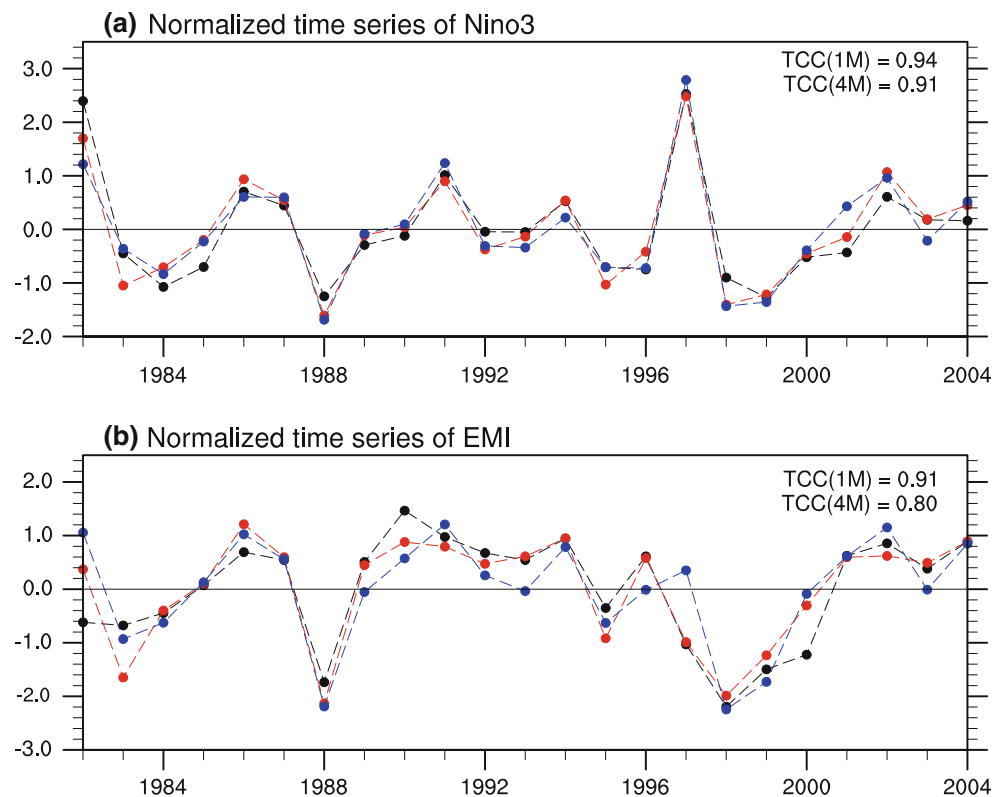 (a) Normalized time series of Nino3
TCC(1M) = 0.94
TCC(4M) = 0.91
3.0
2.0
1.0
0.0
-1.0
-2.0
1984 1988 1992 1996 2000 2004
(b) Normalized time series of EMI
TCC(1M) = 0.91
TCC(4M) = 0.80
2.0
1.0
0.0
-1.0
-2.0
-3.0
1984 1988 1992 1996 2000 2004